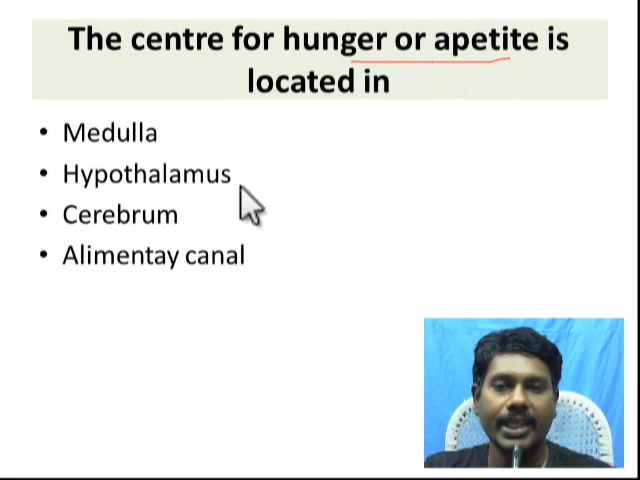 The centre for hunger or apetite is
located in
• Medulla
• Hypothalamus
• Cerebrum
• Alimentay canal